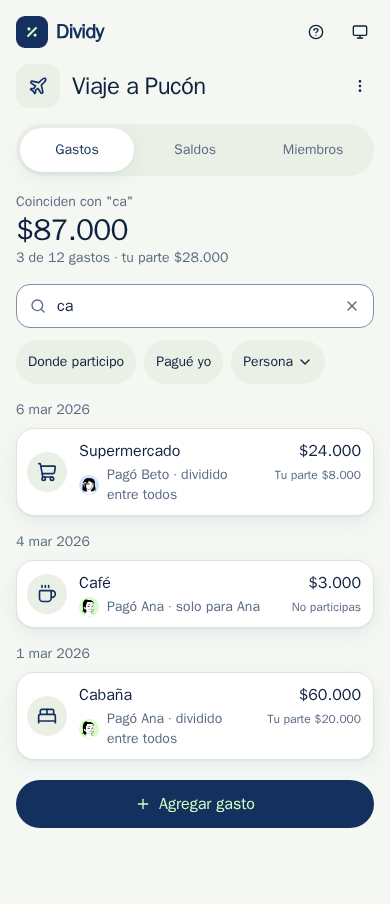 Dividy
Viaje a Pucón
Gastos
Saldos
Miembros
Coinciden con "ca"
$87.000
3 de 12 gastos · tu parte $28.000
ca
Donde participo
Pagué yo
Persona
6 mar 2026
Supermercado
$24.000
Pagó Beto · dividido
entre todos
Tu parte $8.000
4 mar 2026
Café
$3.000
Pagó Ana · solo para Ana
No participas
1 mar 2026
Cabaña
$60.000
Pagó Ana · dividido
entre todos
Tu parte $20.000
+ Agregar gasto